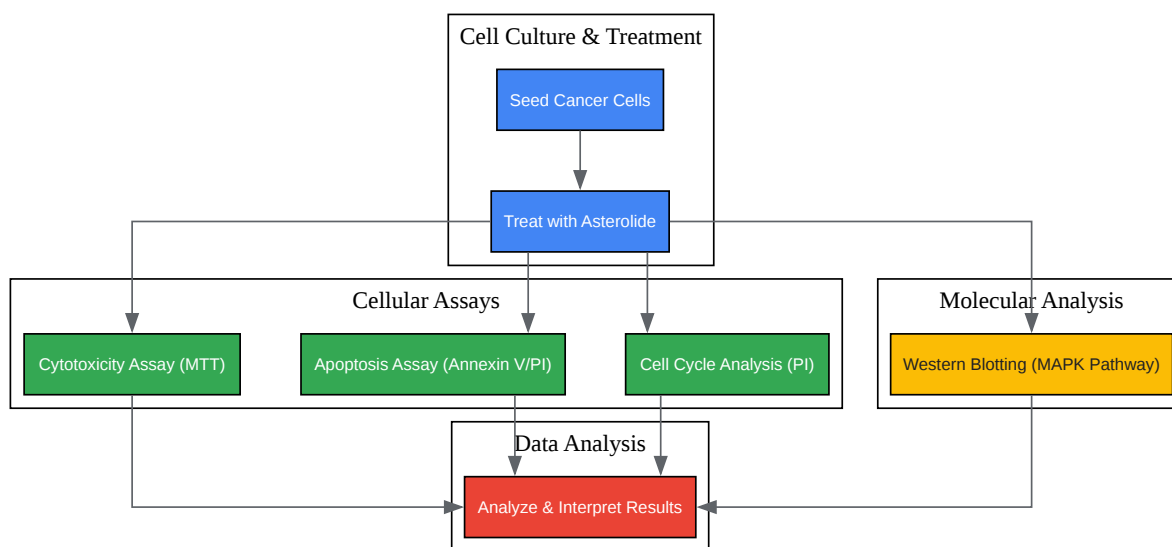 Cell Culture & Treatment
Seed Cancer Cells
Treat with Asterolide
Cellular Assays
Molecular Analysis
Cytotoxicity Assay (MTT)
Apoptosis Assay (Annexin V/PI)
Cell Cycle Analysis (PI)
Western Blotting (MAPK Pathway)
Data Analysis
Analyze & Interpret Results